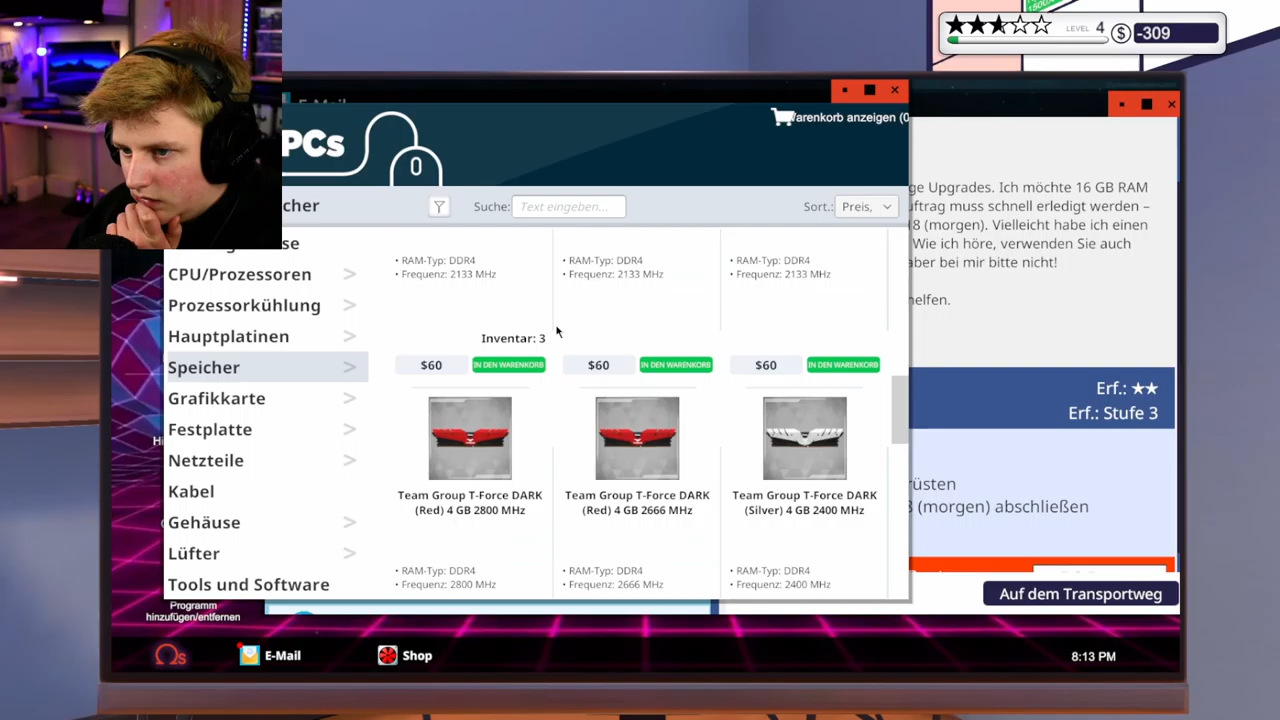 LEVEL 4 $ -309
E-Mail
PCs
Warenkorb anzeigen (0
Suche: Text eingeben...
Sort.: Preis,
CPU/Prozessoren >
Prozessorkühlung >
Hauptplatinen >
Speicher >
Grafikkarte >
Festplatte >
Netzteile >
Kabel
Gehäuse >
Lüfter >
Tools und Software
• RAM-Typ: DDR4
• Frequenz: 2133 MHz
Inventar: 3
$60 IN DEN WARENKORB
• RAM-Typ: DDR4
• Frequenz: 2133 MHz
$60 IN DEN WARENKORB
• RAM-Typ: DDR4
• Frequenz: 2133 MHz
$60 IN DEN WARENKORB
Team Group T-Force DARK
(Red) 4 GB 2800 MHz
• RAM-Typ: DDR4
• Frequenz: 2800 MHz
Team Group T-Force DARK
(Red) 4 GB 2666 MHz
• RAM-Typ: DDR4
• Frequenz: 2666 MHz
Team Group T-Force DARK
(Silver) 4 GB 2400 MHz
• RAM-Typ: DDR4
• Frequenz: 2400 MHz
ge Upgrades. Ich möchte 16 GB RAM
uftrag muss schnell erledigt werden –
8 (morgen). Vielleicht habe ich einen
Wie ich höre, verwenden Sie auch
aber bei mir bitte nicht!
helfen.
Erf.: ★★
Erf.: Stufe 3
rüsten
8 (morgen) abschließen
Auf dem Transportweg
Programm
hinzufügen/entfernen
Ωs E-Mail Shop 8:13 PM